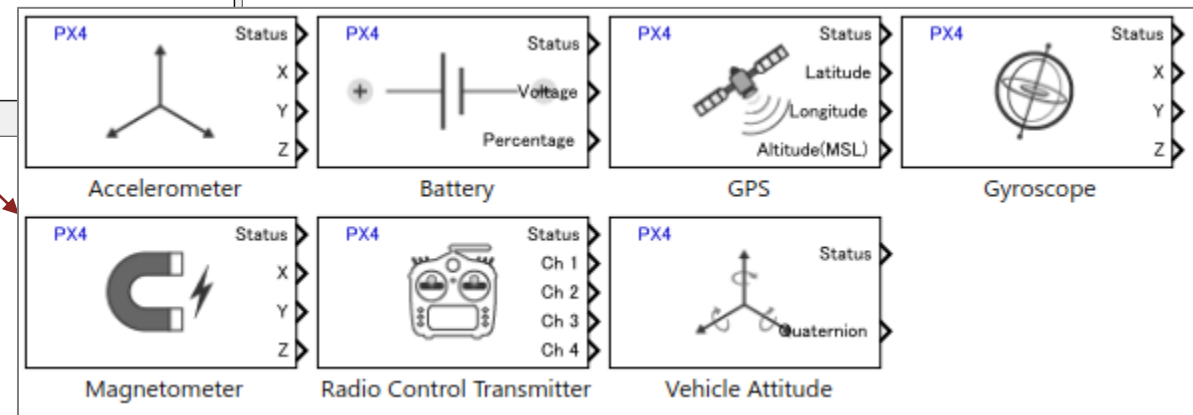 PX4
Status
X
Y
Z
Accelerometer
PX4
Status
Voltage
Percentage
Battery
PX4
Status
Latitude
Longitude
Altitude(MSL)
GPS
PX4
Status
X
Y
Z
Gyroscope
PX4
Status
X
Y
Z
Magnetometer
PX4
Status
Ch 1
Ch 2
Ch 3
Ch 4
Radio Control Transmitter
PX4
Status
Quaternion
Vehicle Attitude